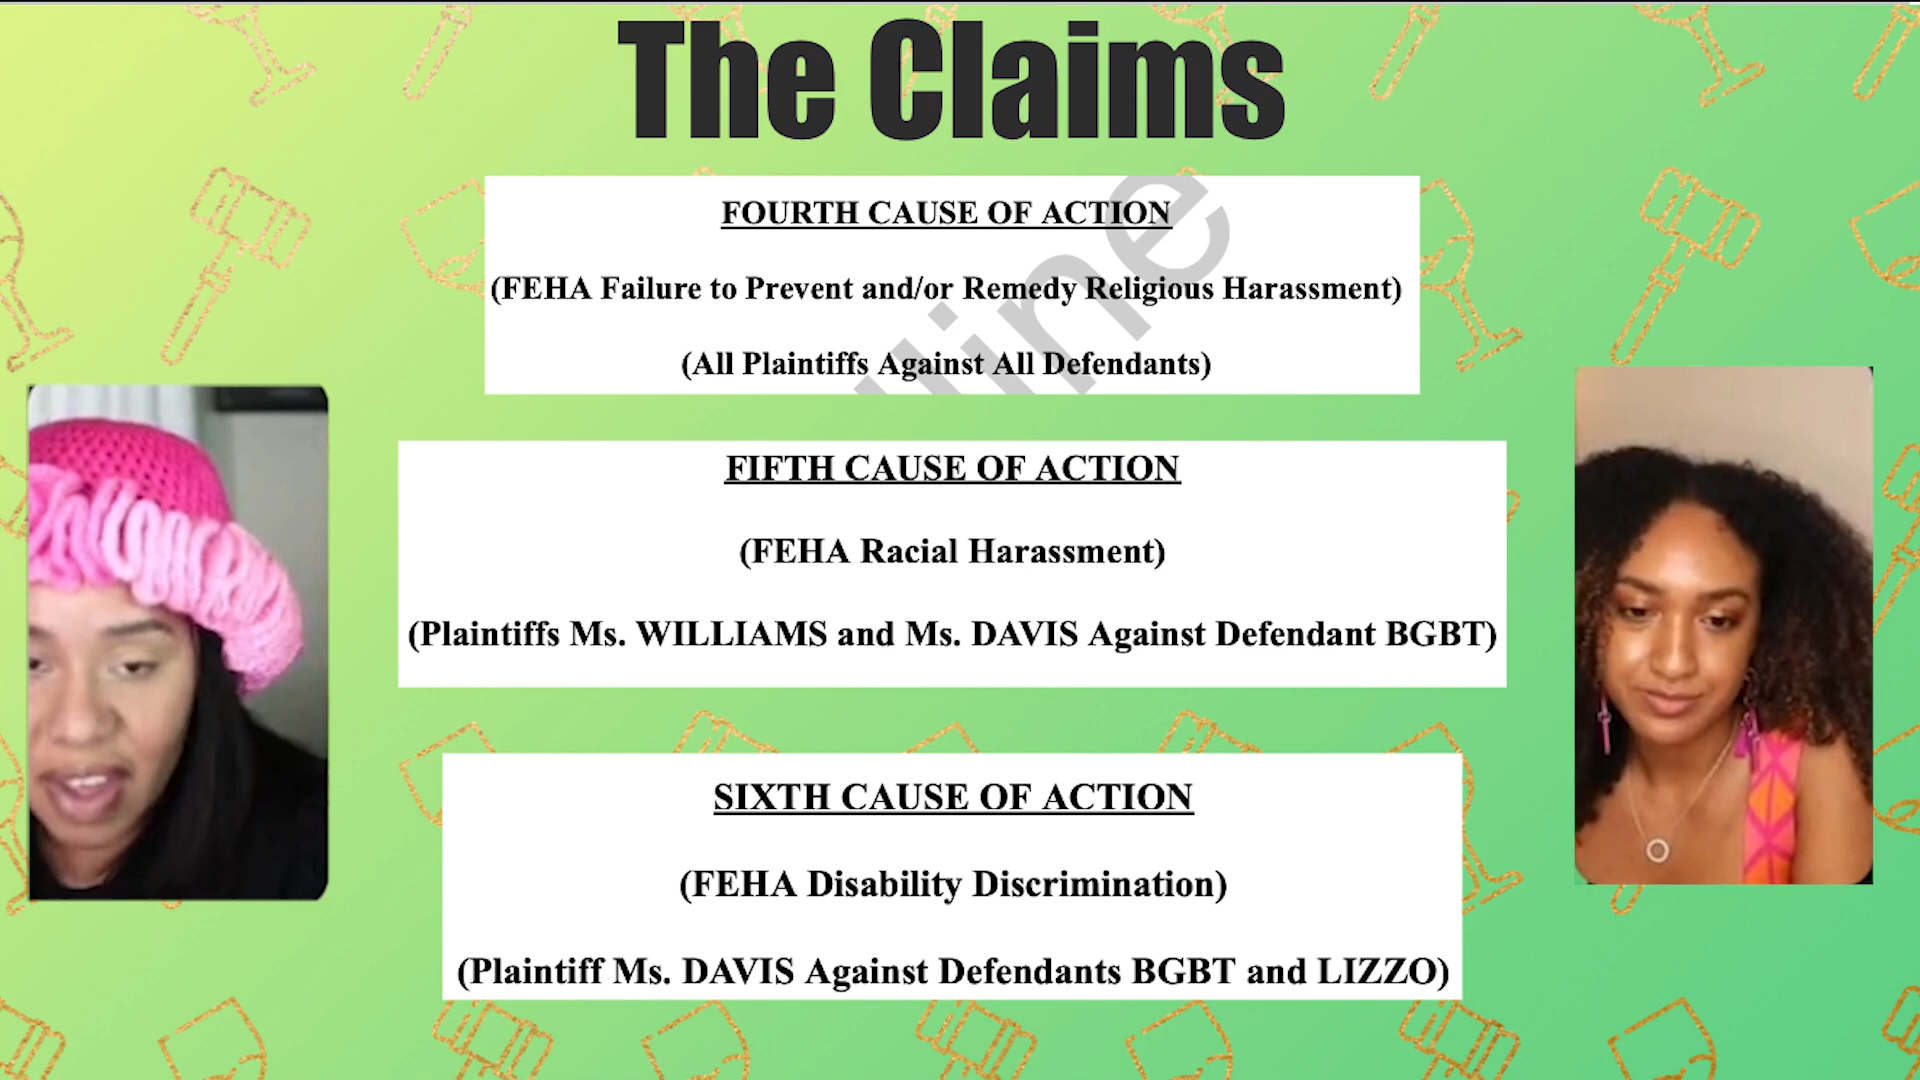 The Claims
FOURTH CAUSE OF ACTION
(FEHA Failure to Prevent and/or Remedy Religious Harassment)
(All Plaintiffs Against All Defendants)
FIFTH CAUSE OF ACTION
(FEHA Racial Harassment)
(Plaintiffs Ms. WILLIAMS and Ms. DAVIS Against Defendant BGBT)
SIXTH CAUSE OF ACTION
(FEHA Disability Discrimination)
(Plaintiff Ms. DAVIS Against Defendants BGBT and LIZZO)